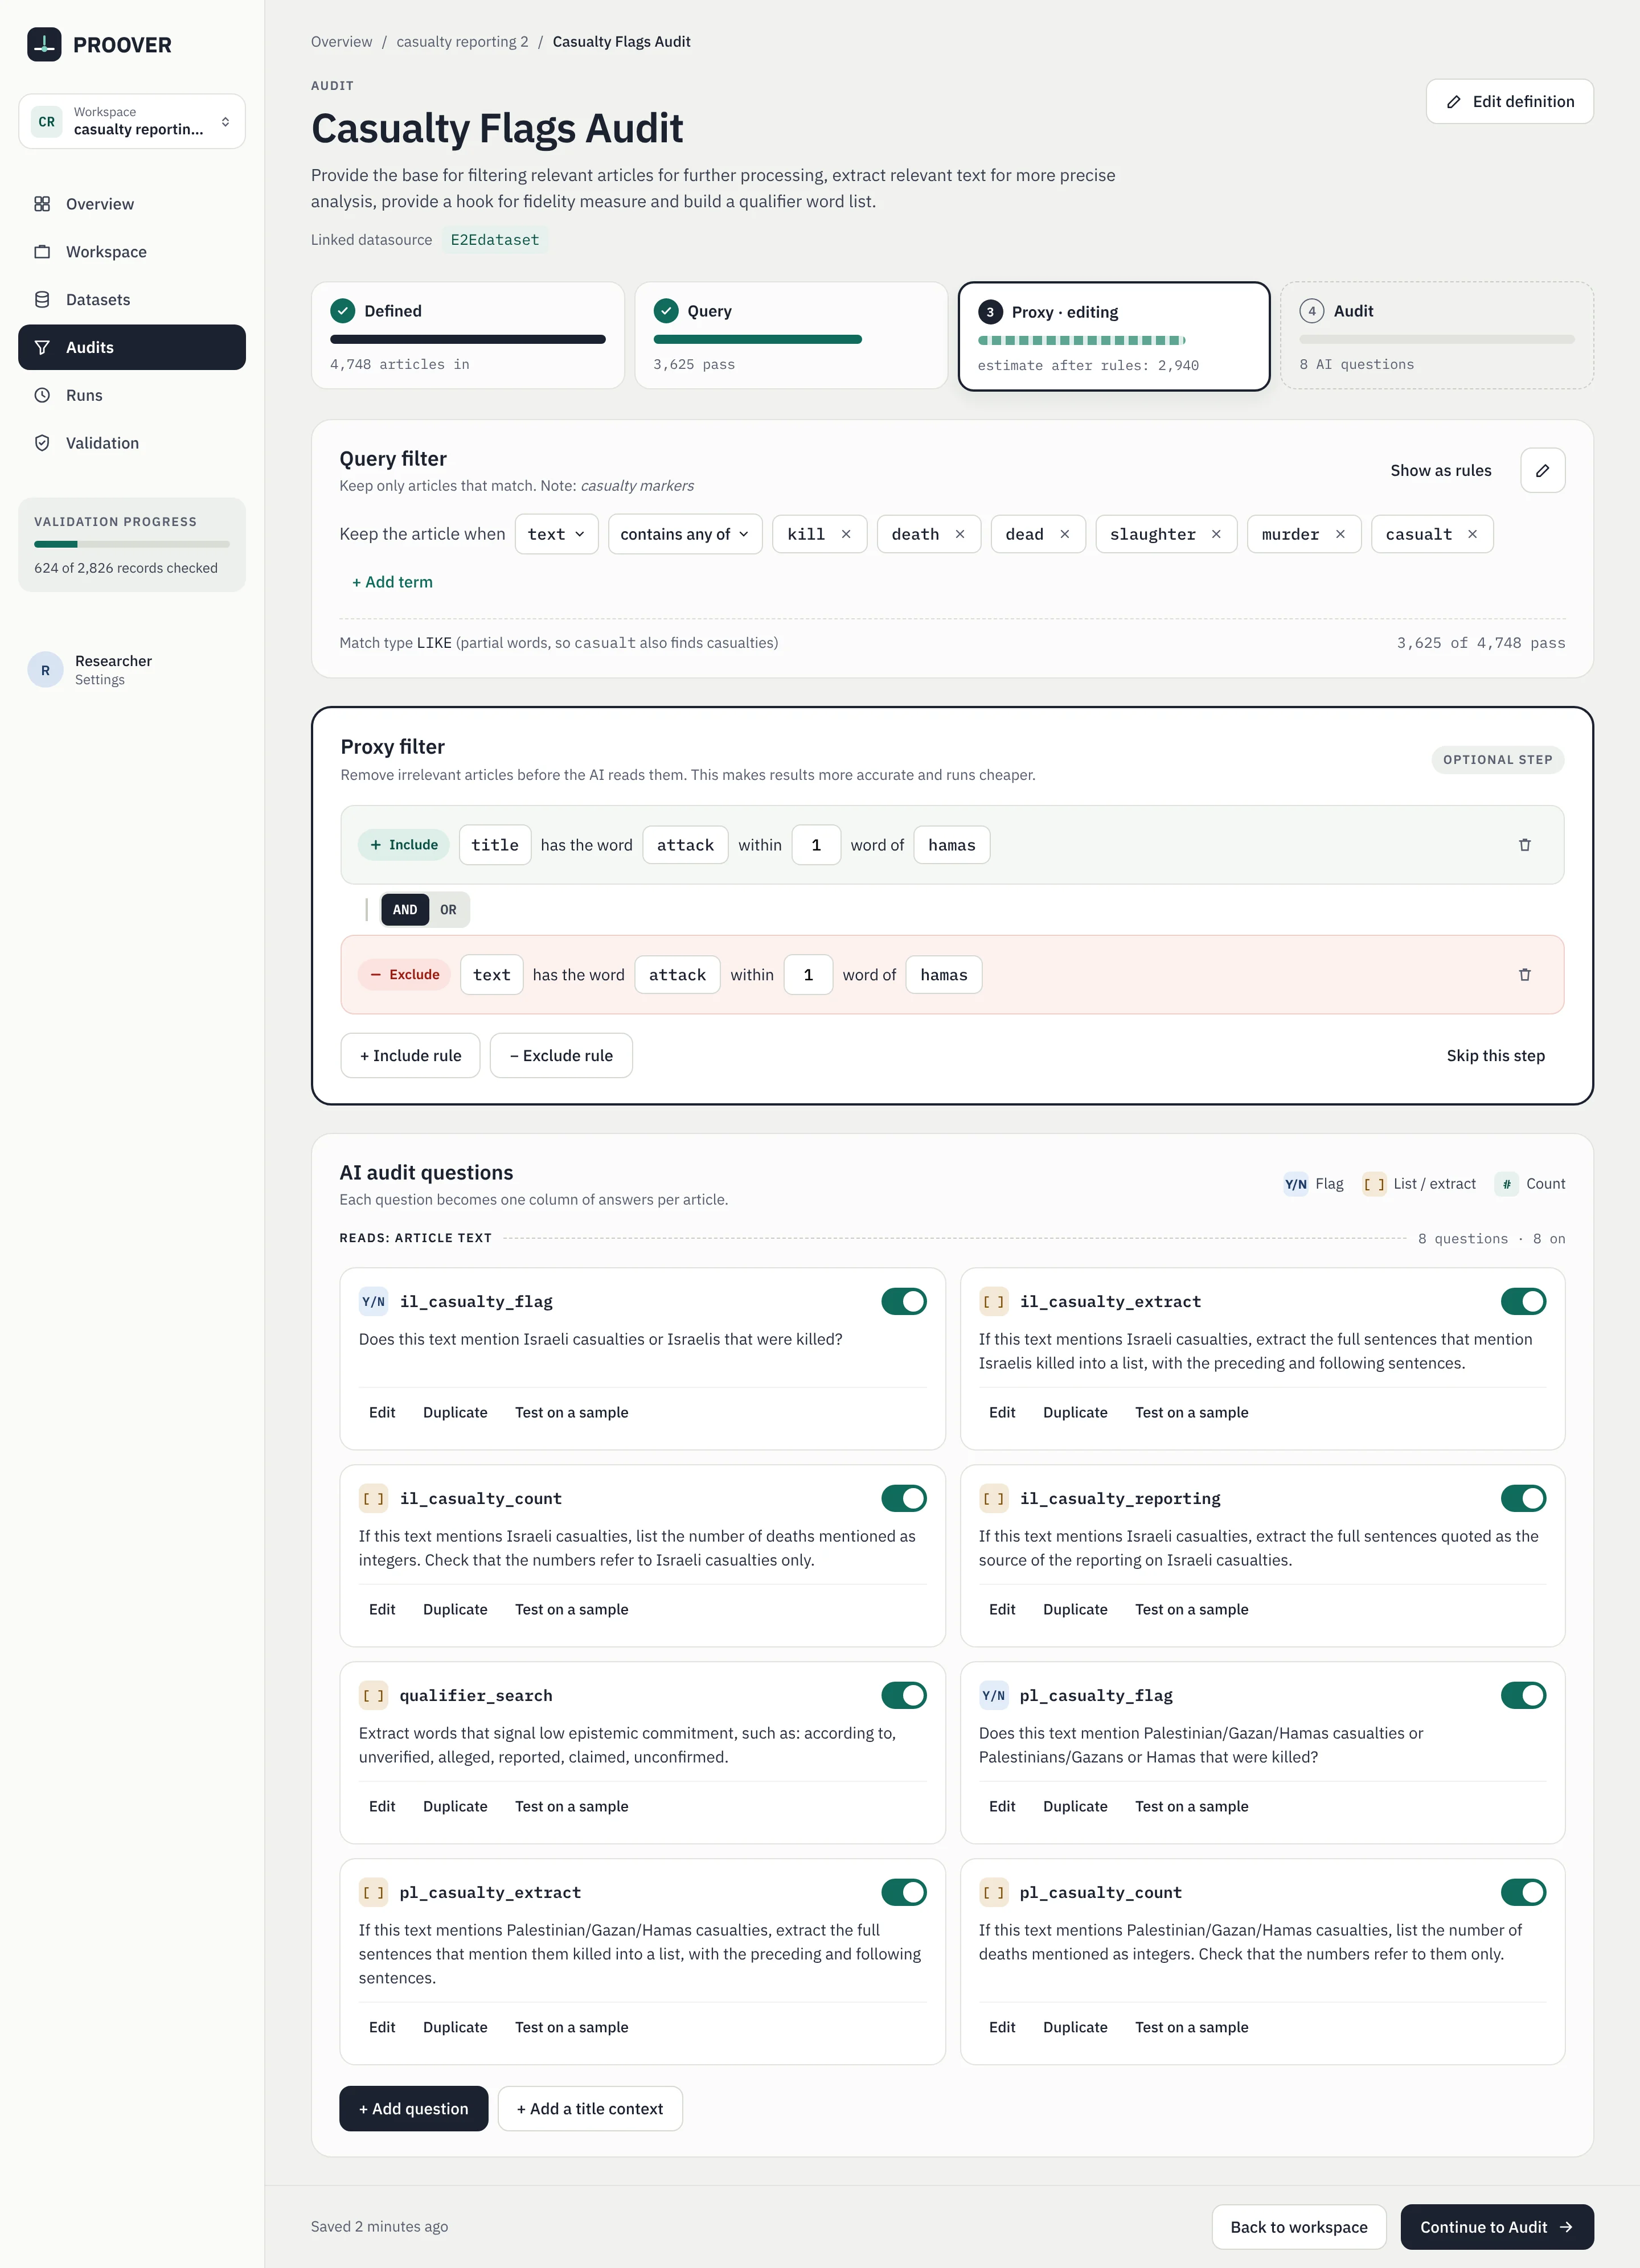 PROOVER
CR
Workspace
casualty reportin...
Overview
Workspace
Datasets
Audits
Runs
Validation
VALIDATION PROGRESS
624 of 2,826 records checked
R
Researcher
Settings
Overview / casualty reporting 2 / Casualty Flags Audit
AUDIT
Casualty Flags Audit
Edit definition
Provide the base for filtering relevant articles for further processing, extract relevant text for more precise
analysis, provide a hook for fidelity measure and build a qualifier word list.
Linked datasource E2Edataset
Defined
4,748 articles in
Query
3,625 pass
3 Proxy · editing
estimate after rules: 2,940
4 Audit
8 AI questions
Query filter
Keep only articles that match. Note: casualty markers
Show as rules
Keep the article when text contains any of kill × death × dead × slaughter × murder × casualt ×
+ Add term
Match type LIKE (partial words, so casualt also finds casualties)
3,625 of 4,748 pass
Proxy filter
Remove irrelevant articles before the AI reads them. This makes results more accurate and runs cheaper.
OPTIONAL STEP
+ Include title has the word attack within 1 word of hamas
AND OR
− Exclude text has the word attack within 1 word of hamas
+ Include rule
− Exclude rule
Skip this step
AI audit questions
Each question becomes one column of answers per article.
Y/N Flag [ ] List / extract # Count
READS: ARTICLE TEXT
8 questions · 8 on
Y/N il_casualty_flag
Does this text mention Israeli casualties or Israelis that were killed?
Edit Duplicate Test on a sample
[ ] il_casualty_extract
If this text mentions Israeli casualties, extract the full sentences that mention
Israelis killed into a list, with the preceding and following sentences.
Edit Duplicate Test on a sample
[ ] il_casualty_count
If this text mentions Israeli casualties, list the number of deaths mentioned as
integers. Check that the numbers refer to Israeli casualties only.
Edit Duplicate Test on a sample
[ ] il_casualty_reporting
If this text mentions Israeli casualties, extract the full sentences quoted as the
source of the reporting on Israeli casualties.
Edit Duplicate Test on a sample
[ ] qualifier_search
Extract words that signal low epistemic commitment, such as: according to,
unverified, alleged, reported, claimed, unconfirmed.
Edit Duplicate Test on a sample
Y/N pl_casualty_flag
Does this text mention Palestinian/Gazan/Hamas casualties or
Palestinians/Gazans or Hamas that were killed?
Edit Duplicate Test on a sample
[ ] pl_casualty_extract
If this text mentions Palestinian/Gazan/Hamas casualties, extract the full
sentences that mention them killed into a list, with the preceding and following
sentences.
Edit Duplicate Test on a sample
[ ] pl_casualty_count
If this text mentions Palestinian/Gazan/Hamas casualties, list the number of
deaths mentioned as integers. Check that the numbers refer to them only.
Edit Duplicate Test on a sample
+ Add question
+ Add a title context
Saved 2 minutes ago
Back to workspace
Continue to Audit →